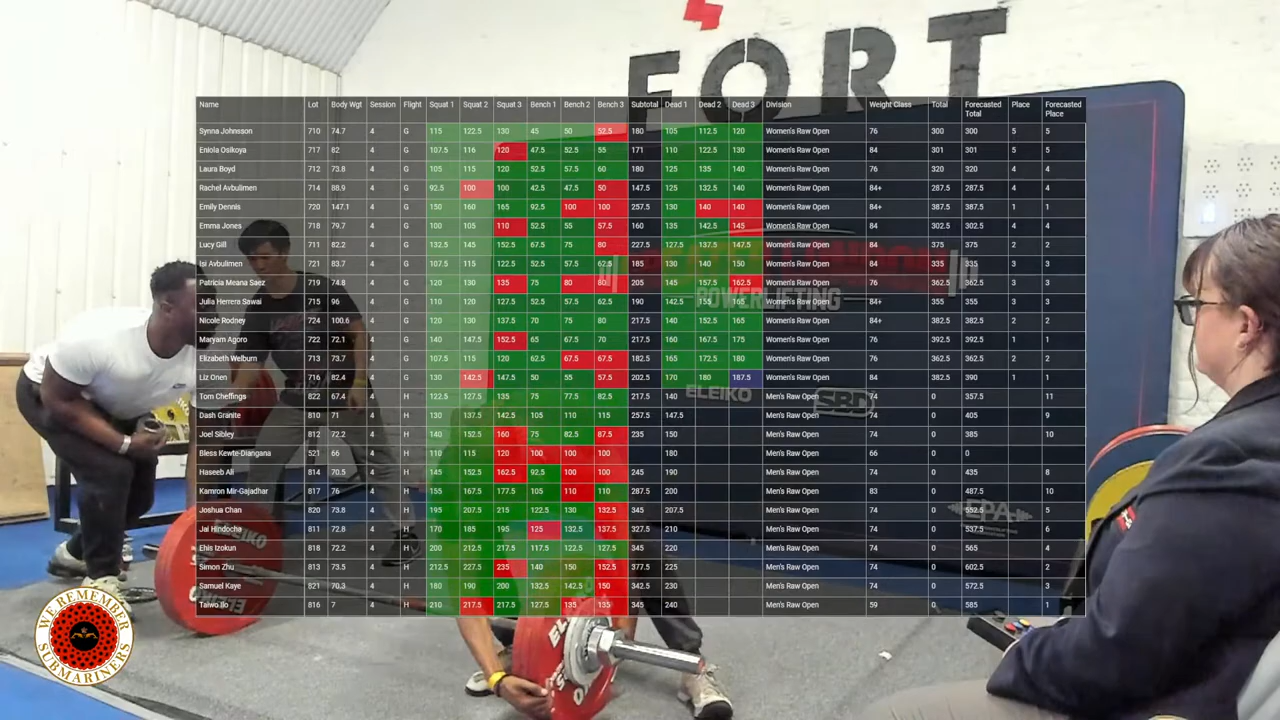 FORT
Name Lot Body Wgt Session Flight Squat 1 Squat 2 Squat 3 Bench 1 Bench 2 Bench 3 Subtotal Dead 1 Dead 2 Dead 3 Division Weight Class Total Forecasted Total Place Forecasted Place
Synna Johnsson 710 74.7 4 G 115 122.5 130 45 50 52.5 180 105 112.5 120 Women's Raw Open 76 300 300 5 5
Eniola Osikoya 717 82 4 G 107.5 116 120 47.5 52.5 55 171 110 122.5 130 Women's Raw Open 84 301 301 5 5
Laura Boyd 712 73.8 4 G 105 115 120 52.5 57.5 60 180 125 135 140 Women's Raw Open 76 320 320 4 4
Rachel Avbulimen 714 88.9 4 G 92.5 100 100 42.5 47.5 50 147.5 125 132.5 140 Women's Raw Open 84+ 287.5 287.5 4 4
Emily Dennis 720 147.1 4 G 150 160 165 92.5 100 100 257.5 130 140 140 Women's Raw Open 84+ 387.5 387.5 1 1
Emma Jones 718 79.7 4 G 100 105 110 52.5 55 57.5 160 135 142.5 145 Women's Raw Open 84 302.5 302.5 4 4
Lucy Gill 711 82.2 4 G 132.5 145 152.5 67.5 75 80 227.5 127.5 137.5 147.5 Women's Raw Open 84 375 375 2 2
Isi Avbulimen 721 83.7 4 G 107.5 115 122.5 52.5 57.5 62.5 185 130 140 150 Women's Raw Open 84 335 335 3 3
Patricia Meana Saez 719 74.8 4 G 120 130 135 75 80 80 205 145 157.5 162.5 Women's Raw Open 76 362.5 362.5 3 3
Julia Herrera Sawai 715 96 4 G 110 120 127.5 52.5 57.5 62.5 190 142.5 155 165 Women's Raw Open 84+ 355 355 3 3
Nicole Rodney 724 100.6 4 G 120 130 137.5 70 75 80 217.5 140 152.5 165 Women's Raw Open 84+ 382.5 382.5 2 2
Maryam Agoro 722 72.1 4 G 140 147.5 152.5 65 67.5 70 217.5 160 167.5 175 Women's Raw Open 76 392.5 392.5 1 1
Elizabeth Welburn 713 73.7 4 G 107.5 115 120 62.5 67.5 67.5 182.5 165 172.5 180 Women's Raw Open 76 362.5 362.5 2 2
Liz Onen 716 82.4 4 G 130 142.5 147.5 50 55 57.5 202.5 170 180 187.5 Women's Raw Open 84 382.5 390 1 1
Tom Cheffings 822 67.4 4 H 122.5 127.5 135 75 77.5 82.5 217.5 140 Men's Raw Open 74 0 357.5 11
Dash Granite 810 71 4 H 130 137.5 142.5 105 110 115 257.5 147.5 Men's Raw Open 74 0 405 9
Joel Sibley 812 72.2 4 H 140 152.5 160 75 82.5 87.5 235 150 Men's Raw Open 74 0 385 10
Bless Kewte-Diangana 521 66 4 H 110 115 120 100 100 100 180 Men's Raw Open 66 0 0
Haseeb Ali 814 70.5 4 H 145 152.5 162.5 92.5 100 100 245 190 Men's Raw Open 74 0 435 8
Kamron Mir-Gajadhar 817 76 4 H 155 167.5 177.5 105 110 110 287.5 200 Men's Raw Open 83 0 487.5 10
Joshua Chan 820 73.8 4 H 195 207.5 215 122.5 130 132.5 345 207.5 Men's Raw Open 74 0 552.5 5
Jai Hindocha 811 72.8 4 H 170 185 195 125 132.5 137.5 327.5 210 Men's Raw Open 74 0 537.5 6
Ehis Izokun 818 72.2 4 H 200 212.5 217.5 117.5 122.5 127.5 345 220 Men's Raw Open 74 0 565 4
Simon Zhu 813 73.5 4 H 212.5 227.5 235 140 150 152.5 377.5 225 Men's Raw Open 74 0 602.5 2
Samuel Kaye 821 70.3 4 H 180 190 200 132.5 142.5 150 342.5 230 Men's Raw Open 74 0 572.5 3
Taiwo Ilo 816 7 4 H 210 217.5 217.5 127.5 135 135 345 240 Men's Raw Open 59 0 585 1
POWERLIFTING
ELEIKO
SBD
EPA
ELEIKO
WE REMEMBER
SUBMARINERS